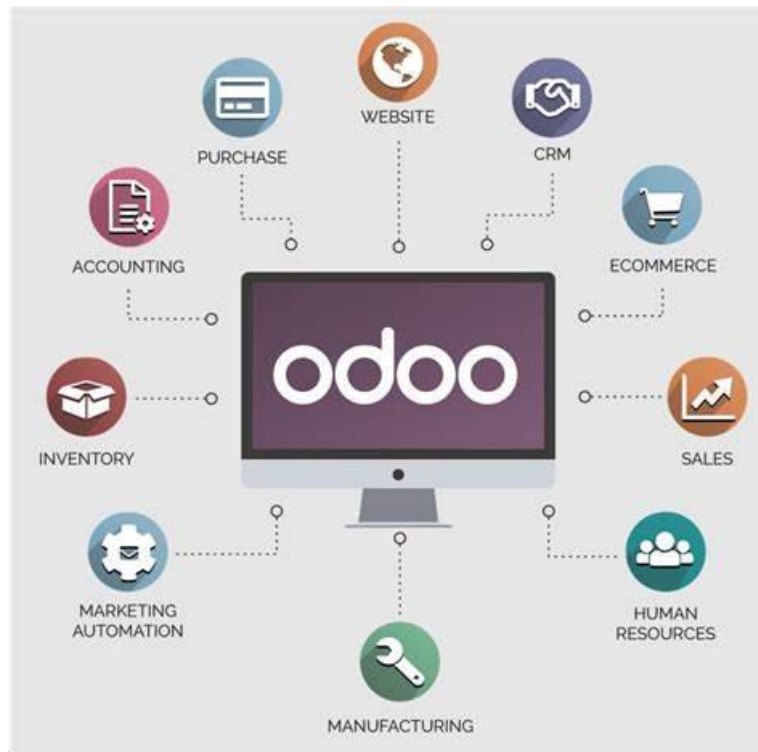 WEBSITE
PURCHASE
CRM
ACCOUNTING
ECOMMERCE
odoo
INVENTORY
SALES
MARKETING
AUTOMATION
HUMAN
RESOURCES
MANUFACTURING